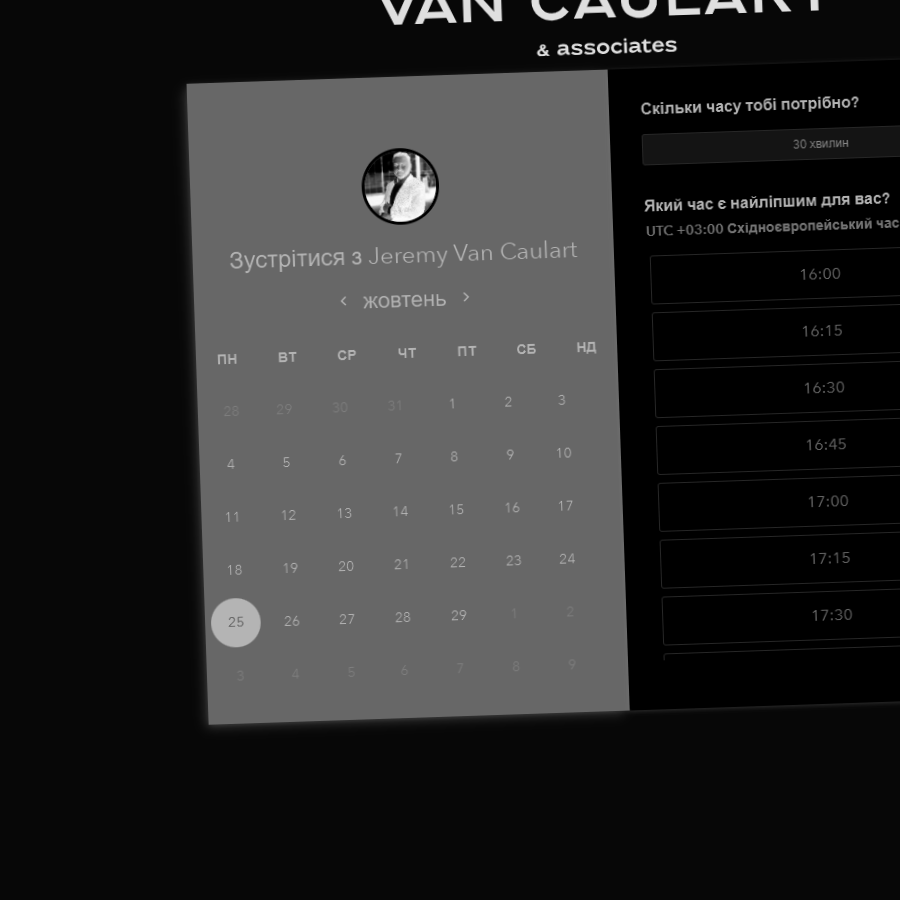 VAN CAULART
& associates
Зустрітися з Jeremy Van Caulart
жовтень
ПН ВТ СР ЧТ ПТ СБ НД
28 29 30 31 1 2 3
4 5 6 7 8 9 10
11 12 13 14 15 16 17
18 19 20 21 22 23 24
25 26 27 28 29 1 2
3 4 5 6 7 8 9
Скільки часу тобі потрібно?
30 хвилин
Який час є найліпшим для вас?
UTC +03:00 Східноєвропейський час
16:00
16:15
16:30
16:45
17:00
17:15
17:30